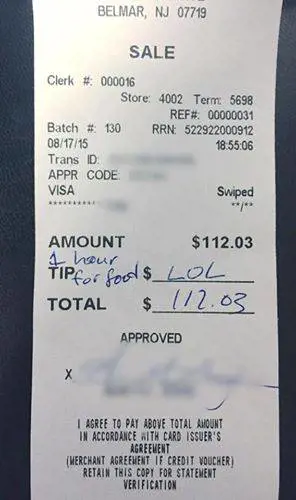 BELMAR, NJ 07719
SALE
Clerk #: 000016
Store: 4002 Term: 5698
REF#: 00000031
Batch #: 130 RRN: 522922000912
08/17/15 18:55:06
Trans ID:
APPR CODE:
VISA Swiped
************ **/**
AMOUNT $112.03
1 hour
TIP for food $ LOL
TOTAL $ 112.03
APPROVED
X
I AGREE TO PAY ABOVE TOTAL AMOUNT
IN ACCORDANCE WITH CARD ISSUER'S
AGREEMENT
(MERCHANT AGREEMENT IF CREDIT VOUCHER)
RETAIN THIS COPY FOR STATEMENT
VERIFICATION